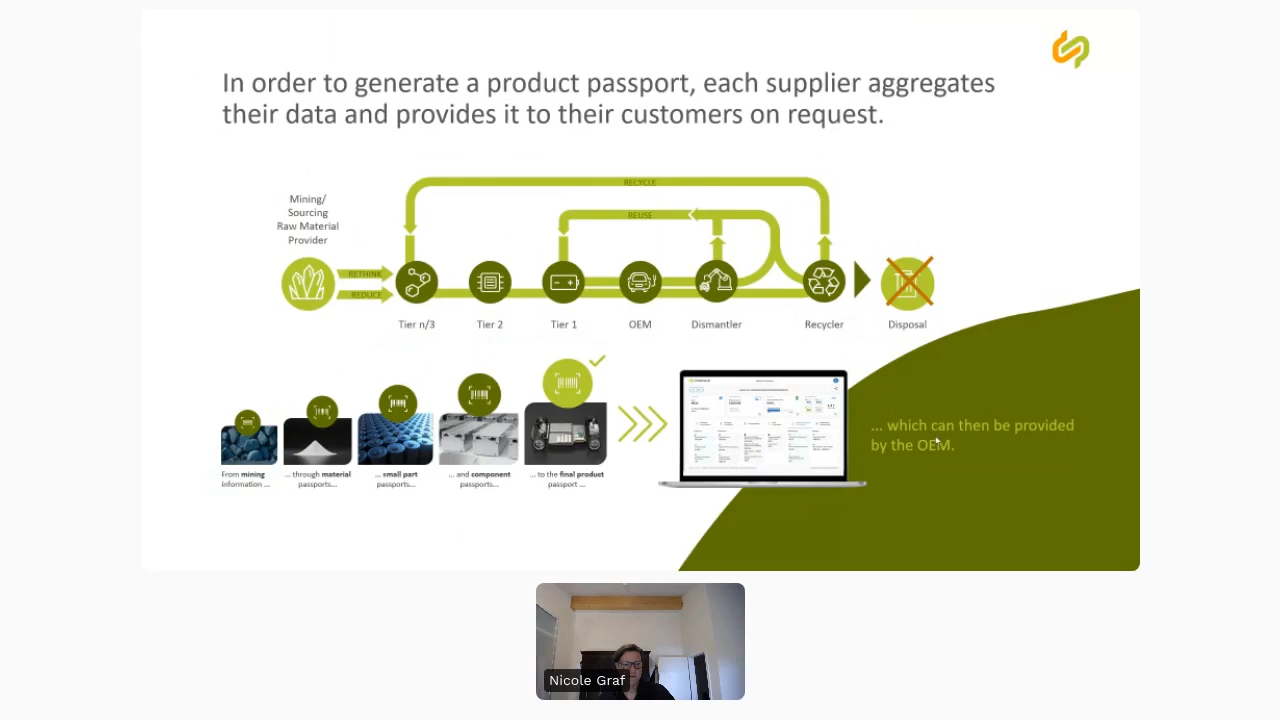 In order to generate a product passport, each supplier aggregates
their data and provides it to their customers on request.
RECYCLE
Mining/
Sourcing
Raw Material
Provider
REUSE
RETHINK
REDUCE
Tier n/3
Tier 2
Tier 1
OEM
Dismantler
Recycler
Disposal
From mining
information ...
... through material
passports...
... small part
passports...
... and component
passports...
... to the final product
passport ...
... which can then be provided
by the OEM.
Nicole Graf